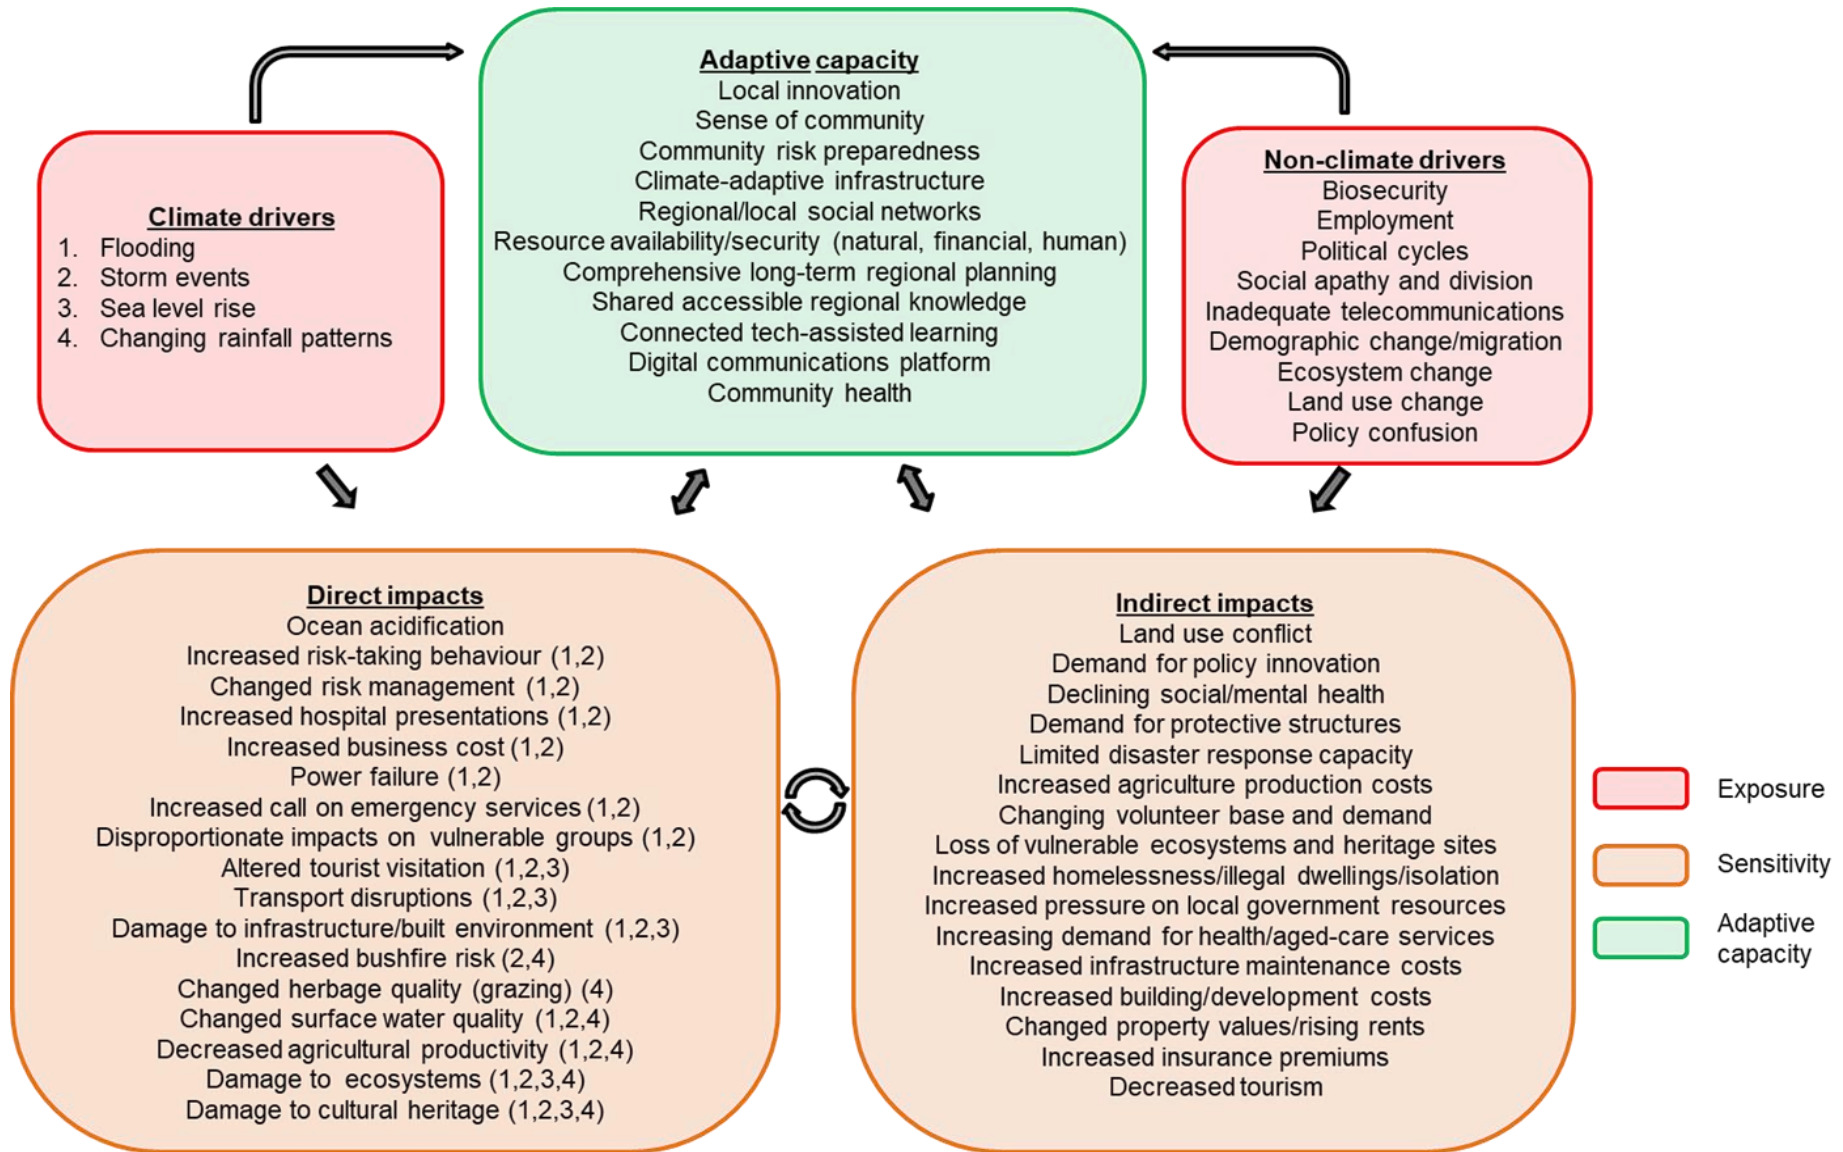 Adaptive capacity
Local innovation
Sense of community
Community risk preparedness
Climate-adaptive infrastructure
Regional/local social networks
Resource availability/security (natural, financial, human)
Comprehensive long-term regional planning
Shared accessible regional knowledge
Connected tech-assisted learning
Digital communications platform
Community health
Climate drivers
1. Flooding
2. Storm events
3. Sea level rise
4. Changing rainfall patterns
Non-climate drivers
Biosecurity
Employment
Political cycles
Social apathy and division
Inadequate telecommunications
Demographic change/migration
Ecosystem change
Land use change
Policy confusion
Direct impacts
Ocean acidification
Increased risk-taking behaviour (1,2)
Changed risk management (1,2)
Increased hospital presentations (1,2)
Increased business cost (1,2)
Power failure (1,2)
Increased call on emergency services (1,2)
Disproportionate impacts on vulnerable groups (1,2)
Altered tourist visitation (1,2,3)
Transport disruptions (1,2,3)
Damage to infrastructure/built environment (1,2,3)
Increased bushfire risk (2,4)
Changed herbage quality (grazing) (4)
Changed surface water quality (1,2,4)
Decreased agricultural productivity (1,2,4)
Damage to ecosystems (1,2,3,4)
Damage to cultural heritage (1,2,3,4)
Indirect impacts
Land use conflict
Demand for policy innovation
Declining social/mental health
Demand for protective structures
Limited disaster response capacity
Increased agriculture production costs
Changing volunteer base and demand
Loss of vulnerable ecosystems and heritage sites
Increased homelessness/illegal dwellings/isolation
Increased pressure on local government resources
Increasing demand for health/aged-care services
Increased infrastructure maintenance costs
Increased building/development costs
Changed property values/rising rents
Increased insurance premiums
Decreased tourism
Exposure
Sensitivity
Adaptive
capacity